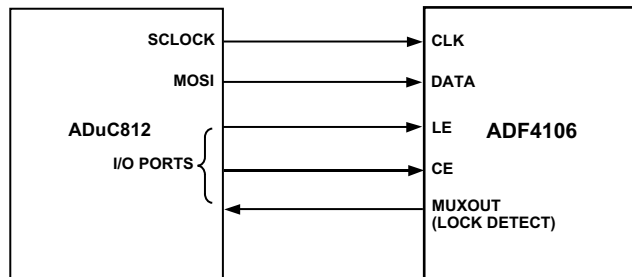 SCLOCK
MOSI
ADuC812
I/O PORTS
CLK
DATA
LE
ADF4106
CE
MUXOUT
(LOCK DETECT)